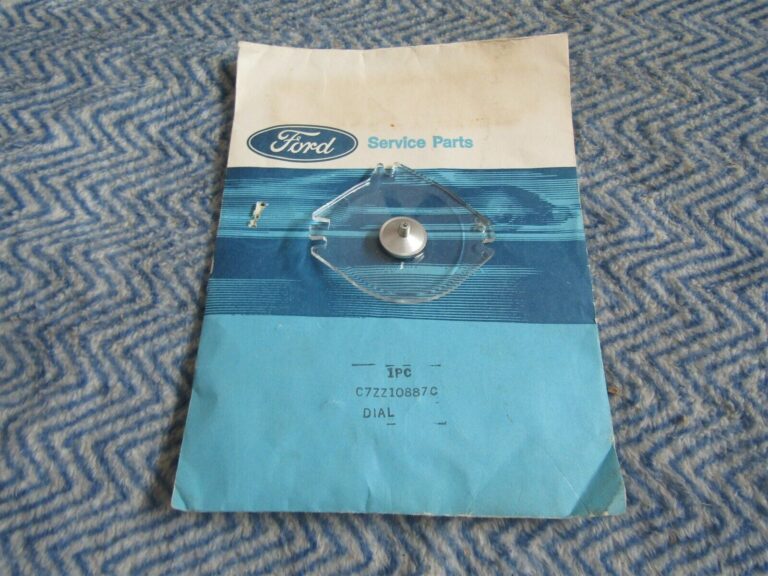 Ford
Service Parts
1PC
C7ZZ10887C
DIAL